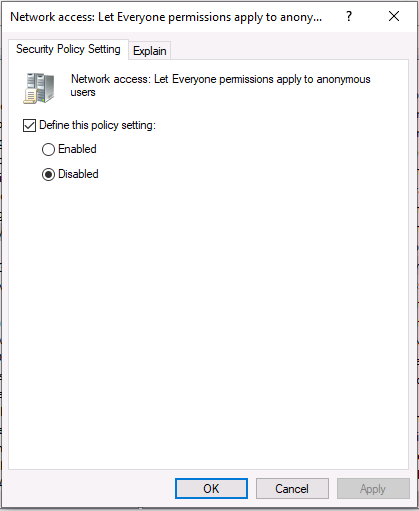 Network access: Let Everyone permissions apply to anony...
?
Security Policy Setting
Explain
Network access: Let Everyone permissions apply to anonymous
users
Define this policy setting:
Enabled
Disabled
OK
Cancel
Apply